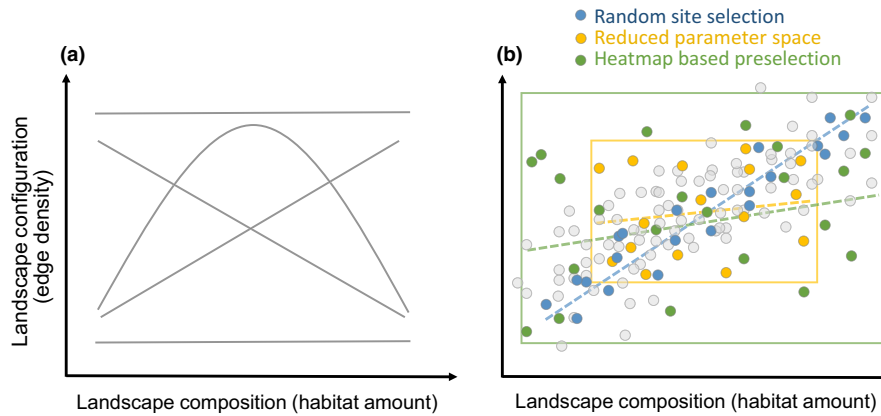 Random site selection
Reduced parameter space
Heatmap based preselection
(a)
(b)
Landscape configuration
(edge density)
Landscape composition (habitat amount)
Landscape composition (habitat amount)